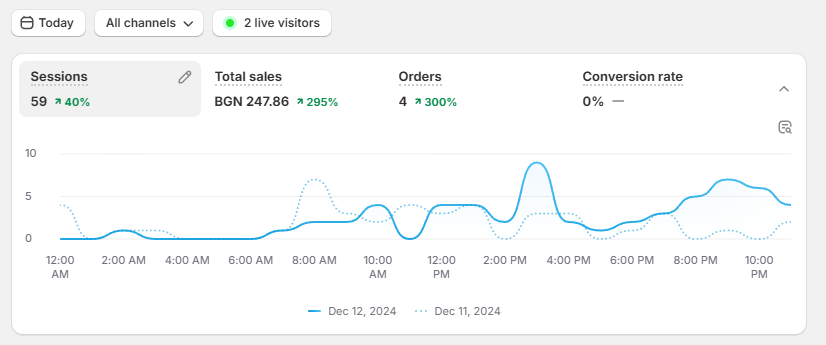 Today All channels 2 live visitors
Sessions Total sales Orders Conversion rate
59 40% BGN 247.86 295% 4 300% 0% —
10
5
0
12:00 AM 2:00 AM 4:00 AM 6:00 AM 8:00 AM 10:00 AM 12:00 PM 2:00 PM 4:00 PM 6:00 PM 8:00 PM 10:00 PM
Dec 12, 2024 Dec 11, 2024